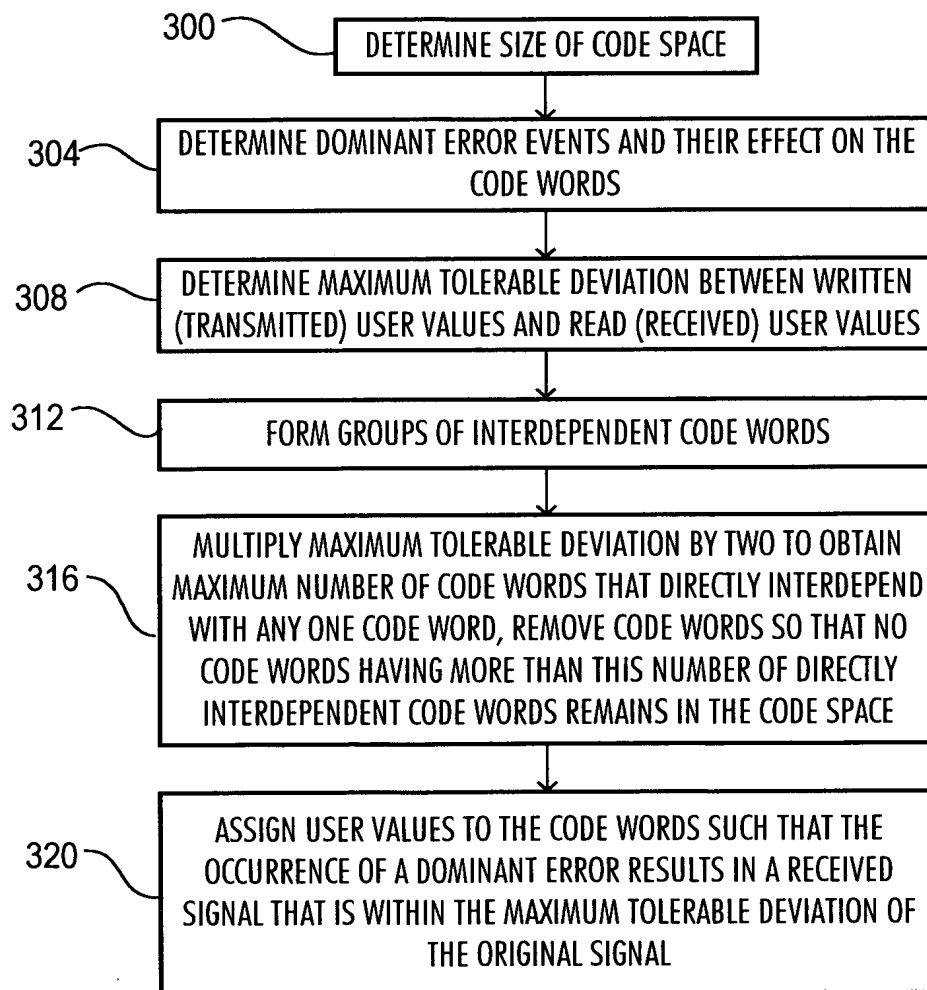 300
DETERMINE SIZE OF CODE SPACE
304
DETERMINE DOMINANT ERROR EVENTS AND THEIR EFFECT ON THE
CODE WORDS
308
DETERMINE MAXIMUM TOLERABLE DEVIATION BETWEEN WRITTEN
(TRANSMITTED) USER VALUES AND READ (RECEIVED) USER VALUES
312
FORM GROUPS OF INTERDEPENDENT CODE WORDS
316
MULTIPLY MAXIMUM TOLERABLE DEVIATION BY TWO TO OBTAIN
MAXIMUM NUMBER OF CODE WORDS THAT DIRECTLY INTERDEPEND
WITH ANY ONE CODE WORD, REMOVE CODE WORDS SO THAT NO
CODE WORDS HAVING MORE THAN THIS NUMBER OF DIRECTLY
INTERDEPENDENT CODE WORDS REMAINS IN THE CODE SPACE
320
ASSIGN USER VALUES TO THE CODE WORDS SUCH THAT THE
OCCURRENCE OF A DOMINANT ERROR RESULTS IN A RECEIVED
SIGNAL THAT IS WITHIN THE MAXIMUM TOLERABLE DEVIATION OF
THE ORIGINAL SIGNAL